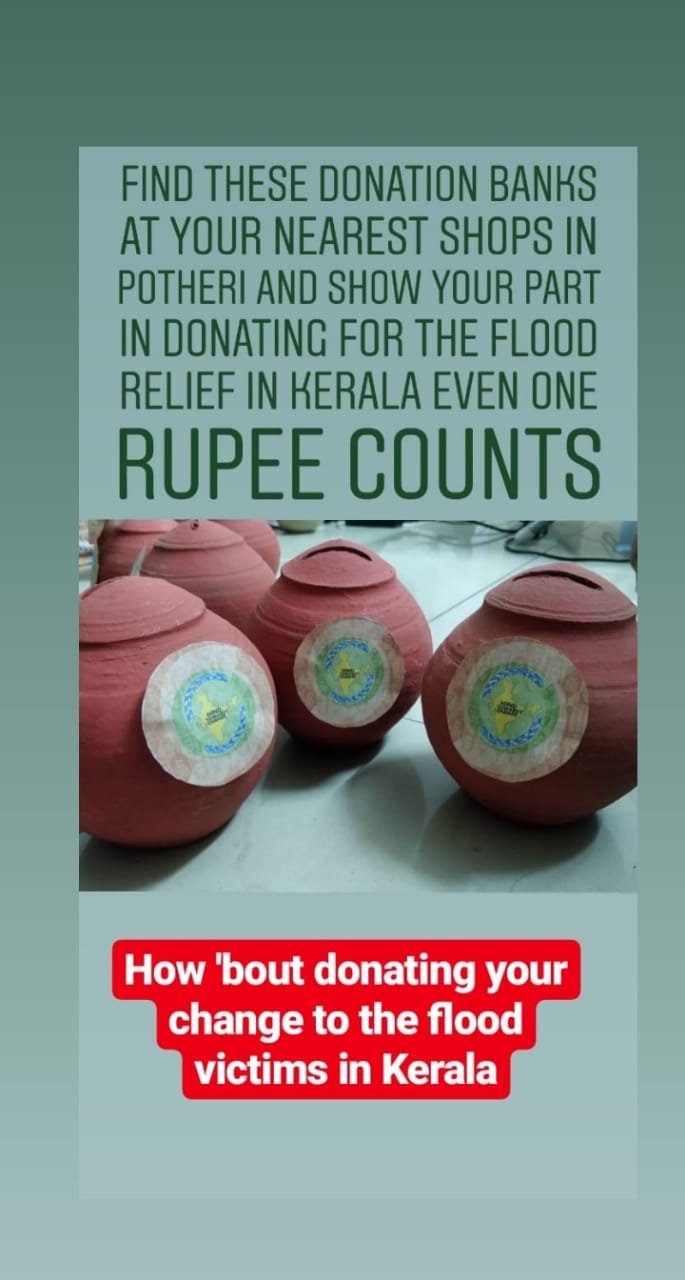 FIND THESE DONATION BANKS
AT YOUR NEAREST SHOPS IN
POTHERI AND SHOW YOUR PART
IN DONATING FOR THE FLOOD
RELIEF IN KERALA EVEN ONE
RUPEE COUNTS
How 'bout donating your
change to the flood
victims in Kerala